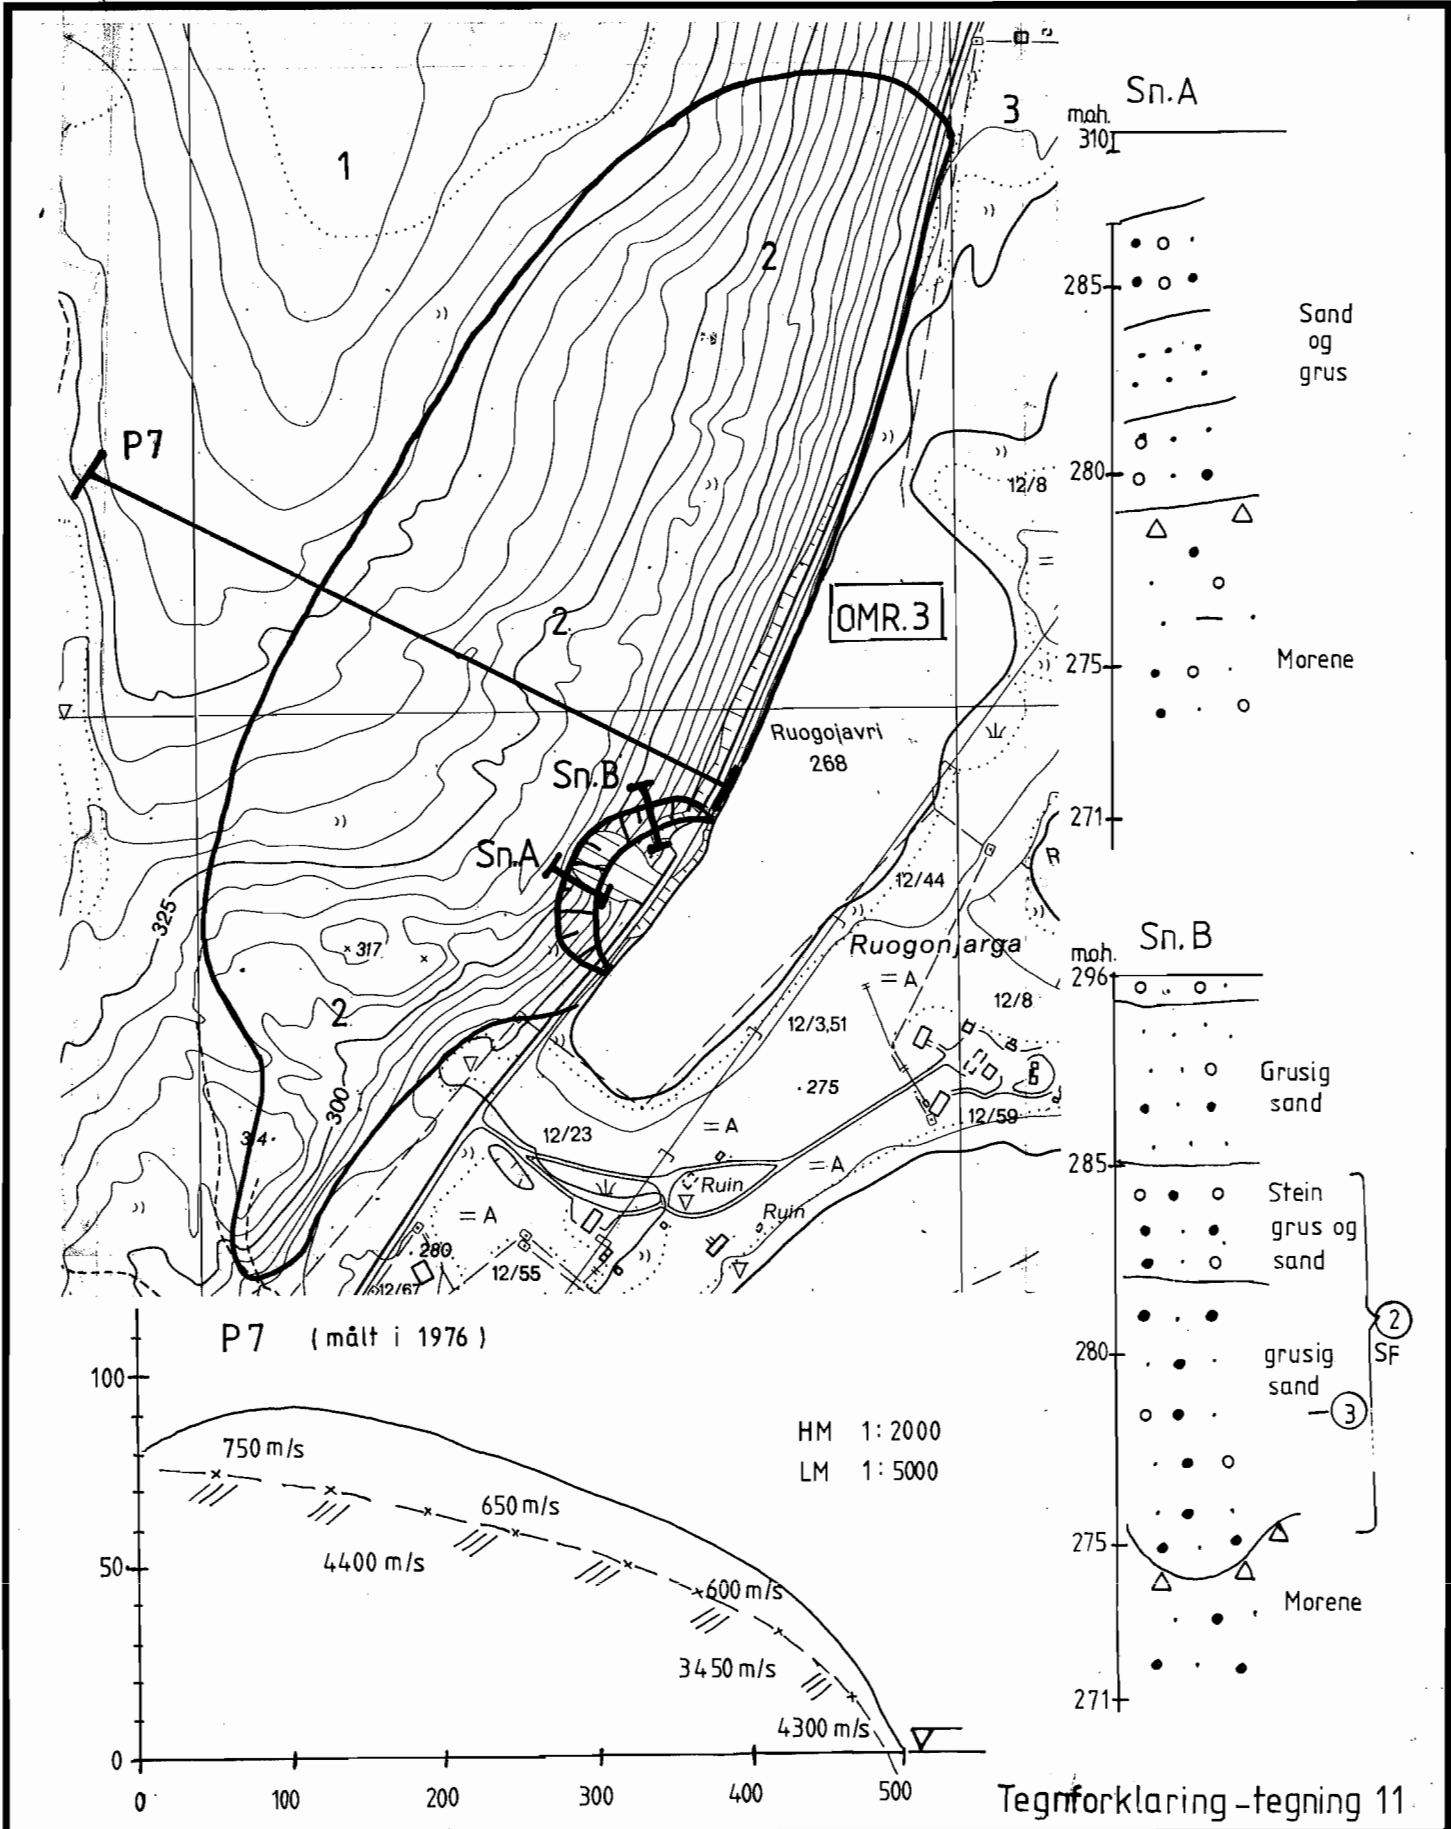 1
2
3
P7
2
OMR.3
Ruogojavri
268
Sn.B
Sn.A
325
317
2
300
314
12/8
12/44
R
Ruogonjarga
= A
12/8
12/3,51
275
12/59
12/23
= A
= A
Ruin
Ruin
= A
280
12/55
12/67
Sn.A
m.o.h.
310
285
Sand
og
grus
280
275
Morene
271
Sn.B
moh.
296
Grusig
sand
285
Stein
grus og
sand
2
SF
280
grusig
sand
3
275
Morene
271
P7 (målt i 1976)
100
750 m/s
HM 1:2000
LM 1:5000
650 m/s
4400 m/s
50
600 m/s
3450 m/s
4300 m/s
0
0 100 200 300 400 500
Tegnforklaring - tegning 11